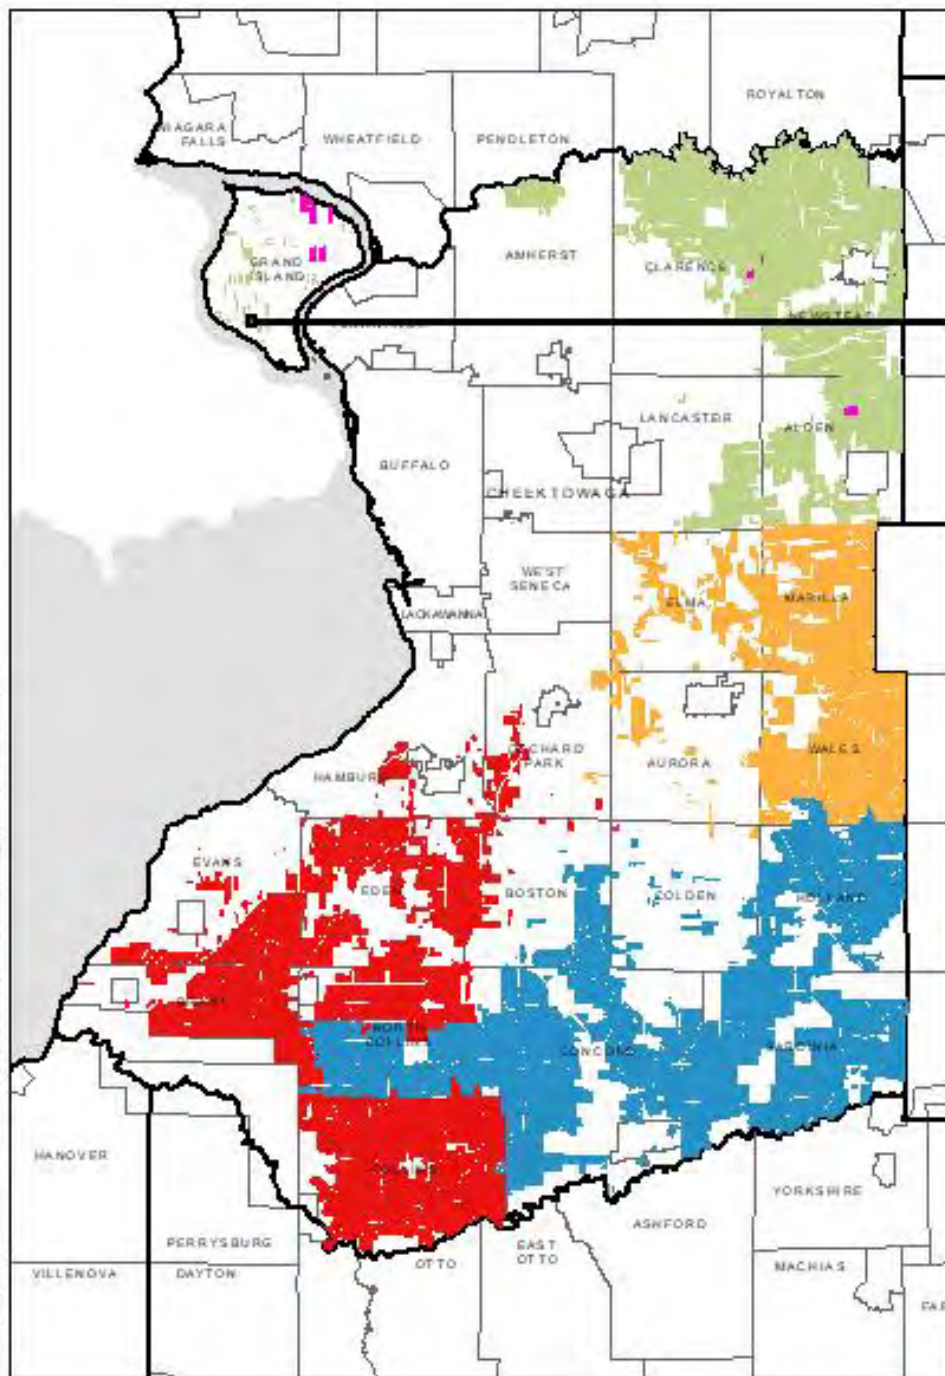 ROYALTON
NIAGARA
FALLS
WHEATFIELD
PENDLETON
GRAND
ISLAND
AMHERST
CLARENCE
NEWSTEAD
LANCASTER
ALDEN
BUFFALO
CHEEKTOWAGA
WEST
SENECA
LACKAWANNA
ELMA
MARILLA
HAMBURG
ORCHARD
PARK
AURORA
WALES
EVANS
EDEN
BOSTON
COLDEN
HOLLAND
NORTH
COLLINS
CONCORD
SARDINIA
COLLINS
HANOVER
YORKSHIRE
PERRYSBURG
ASHFORD
EAST
OTTO
OTTO
VILLENOVA
DAYTON
MACHIAS
FAR